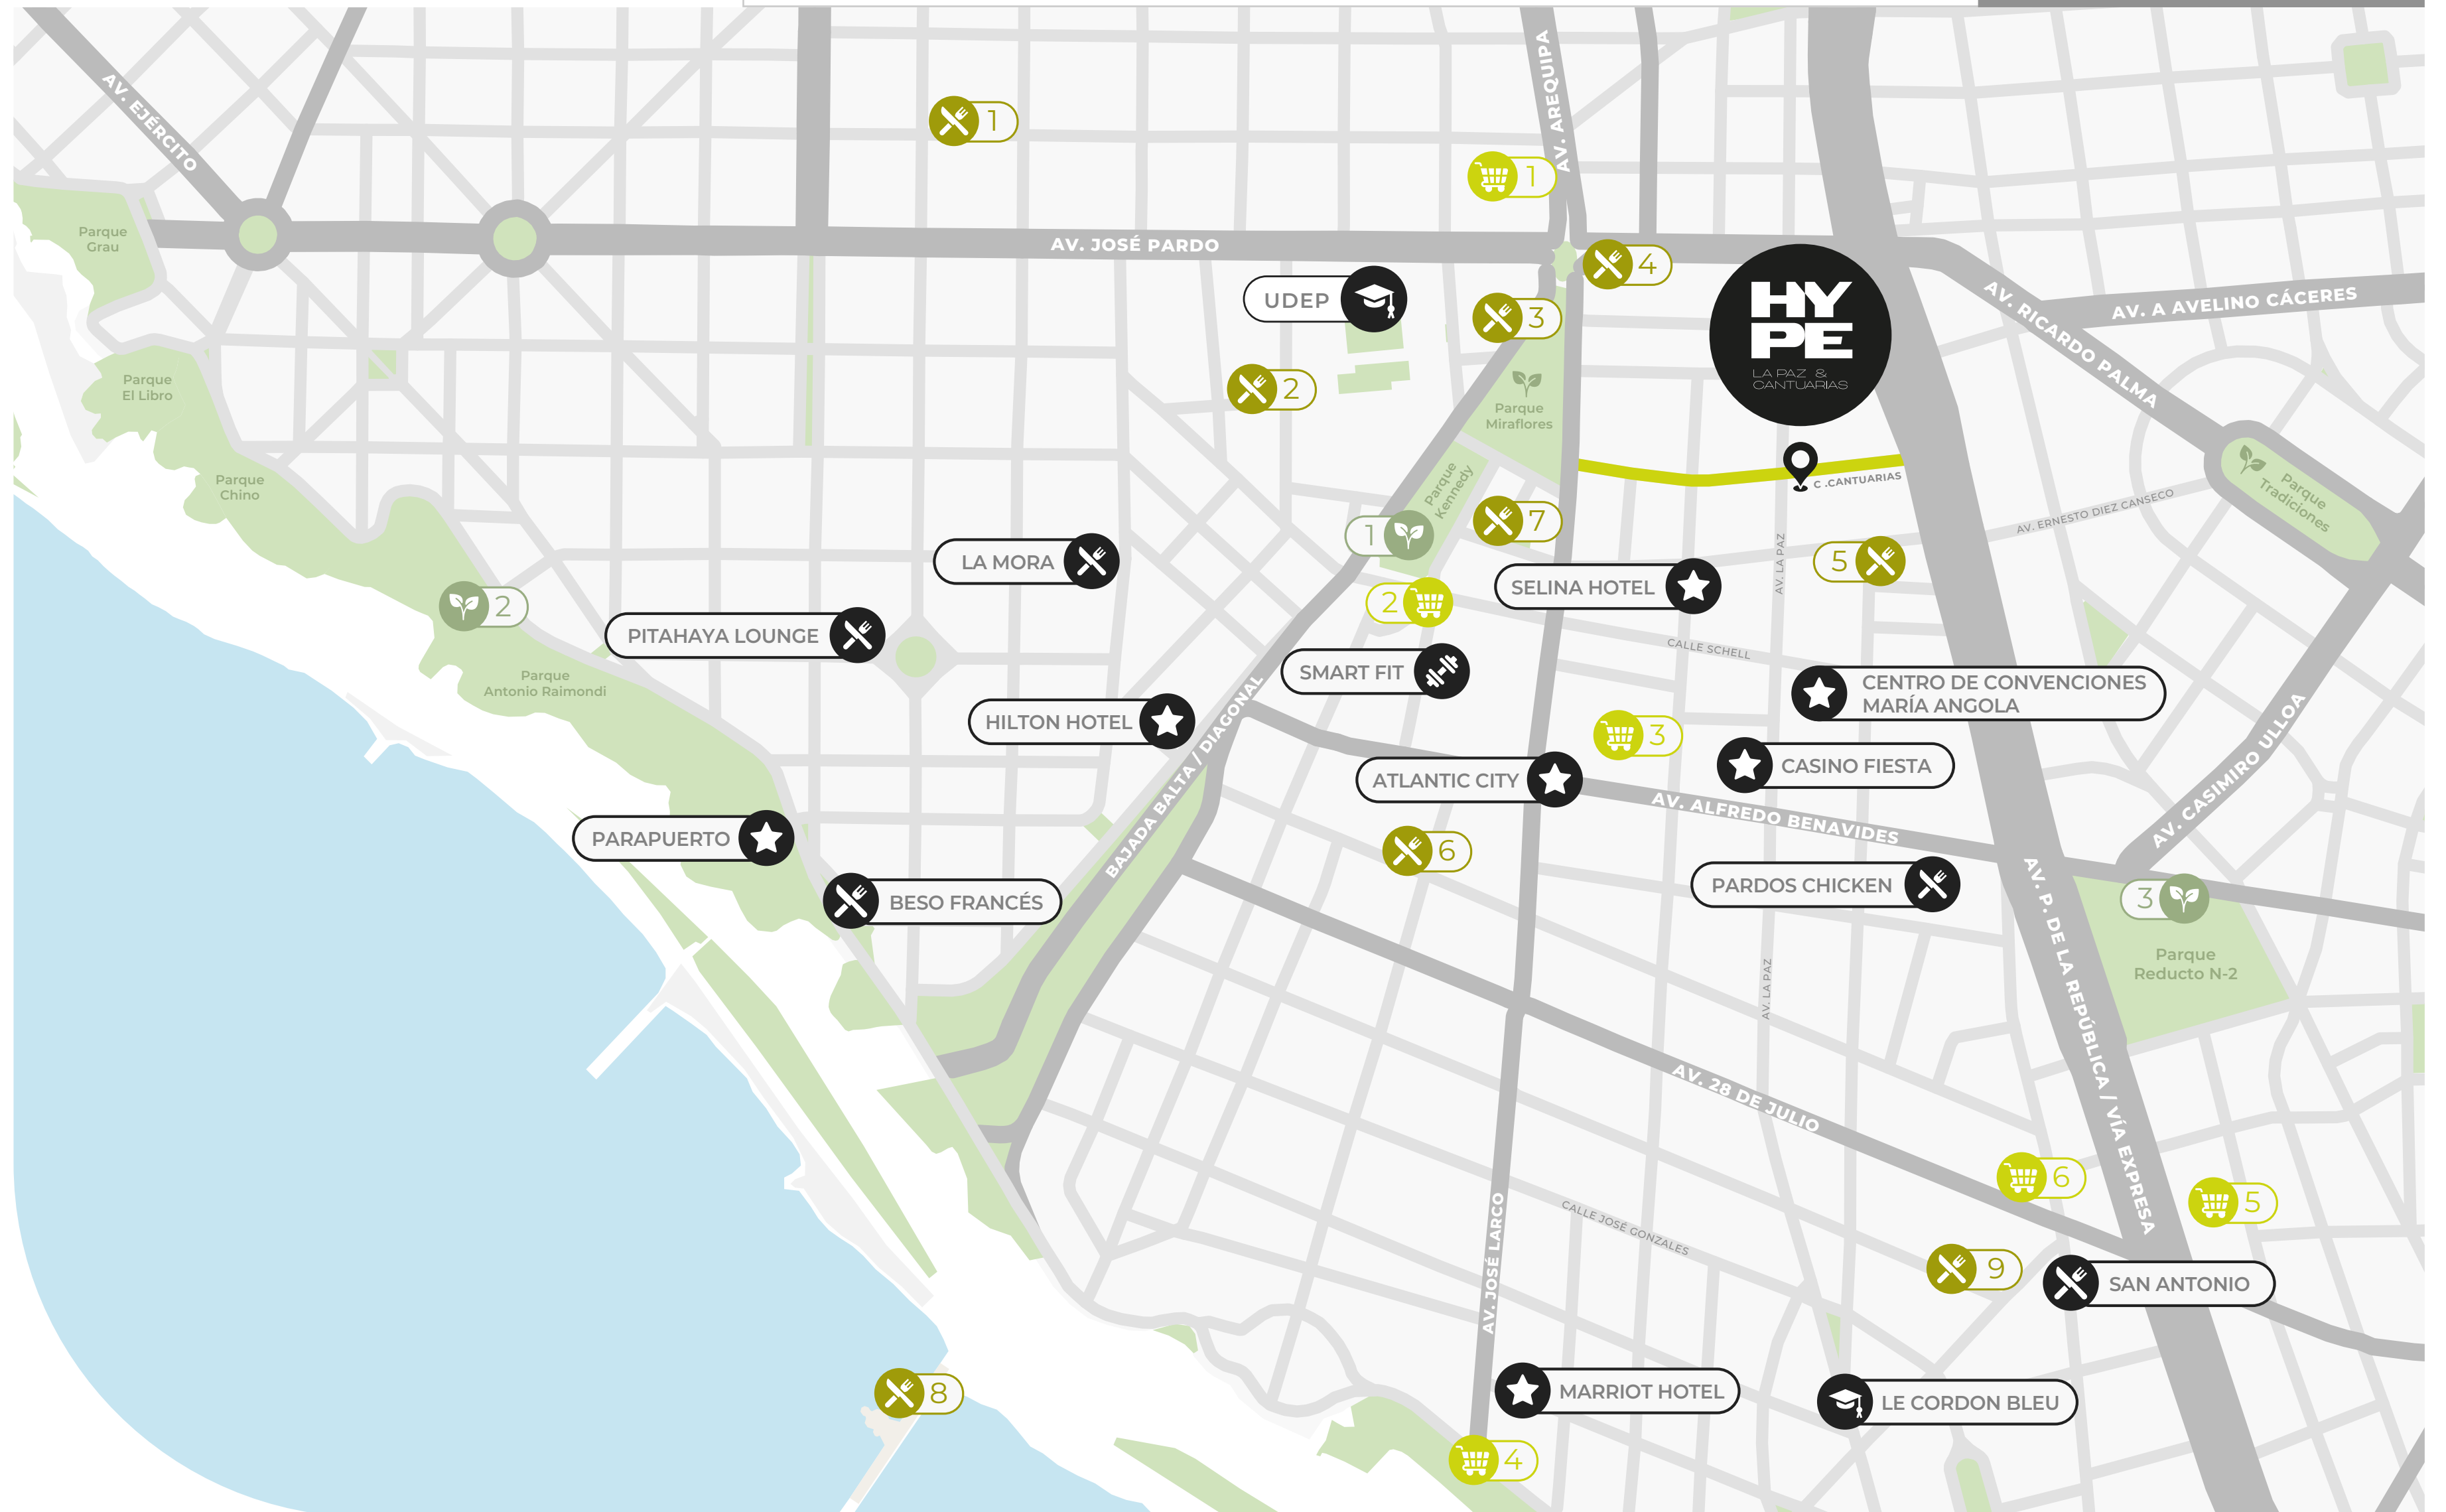 AV. EJÉRCITO
AV. AREQUIPA
1
1
Parque
Grau
AV. JOSÉ PARDO
4
UDEP
3
HY
PE
LA PAZ &
CANTUARIAS
AV. RICARDO PALMA
AV. A AVELINO CÁCERES
Parque
El Libro
2
Parque
Miraflores
Parque
Chino
Parque
Kennedy
C .CANTUARIAS
Parque
Tradiciones
AV. ERNESTO DIEZ CANSECO
1
7
LA MORA
AV. LA PAZ
5
2
2
SELINA HOTEL
PITAHAYA LOUNGE
CALLE SCHELL
SMART FIT
Parque
Antonio Raimondi
CENTRO DE CONVENCIONES
MARÍA ANGOLA
HILTON HOTEL
3
BAJADA BALTA / DIAGONAL
ATLANTIC CITY
CASINO FIESTA
AV. CASIMIRO ULLOA
AV. ALFREDO BENAVIDES
PARAPUERTO
6
PARDOS CHICKEN
BESO FRANCÉS
3
Parque
Reducto N-2
AV. P. DE LA REPÚBLICA / VÍA EXPRESA
AV. LA PAZ
AV. 28 DE JULIO
6
5
AV. JOSÉ LARCO
CALLE JOSÉ GONZALES
9
SAN ANTONIO
8
MARRIOT HOTEL
LE CORDON BLEU
4